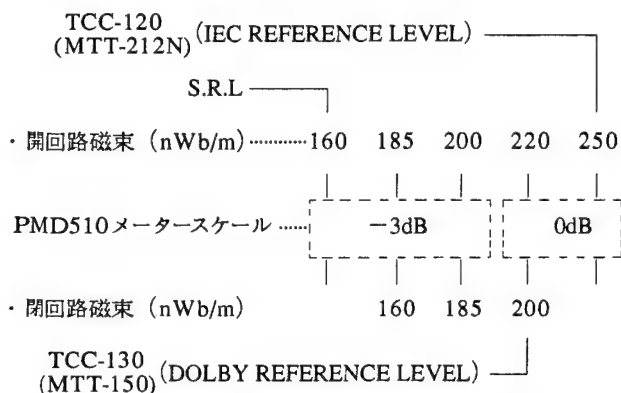 TCC-120
(MTT-212N) (IEC REFERENCE LEVEL)
S.R.L
・開回路磁束(nWb/m)…………160 185 200 220 250
PMD510メータースケール …… −3dB 0dB
・閉回路磁束(nWb/m) 160 185 200
TCC-130
(MTT-150) (DOLBY REFERENCE LEVEL)